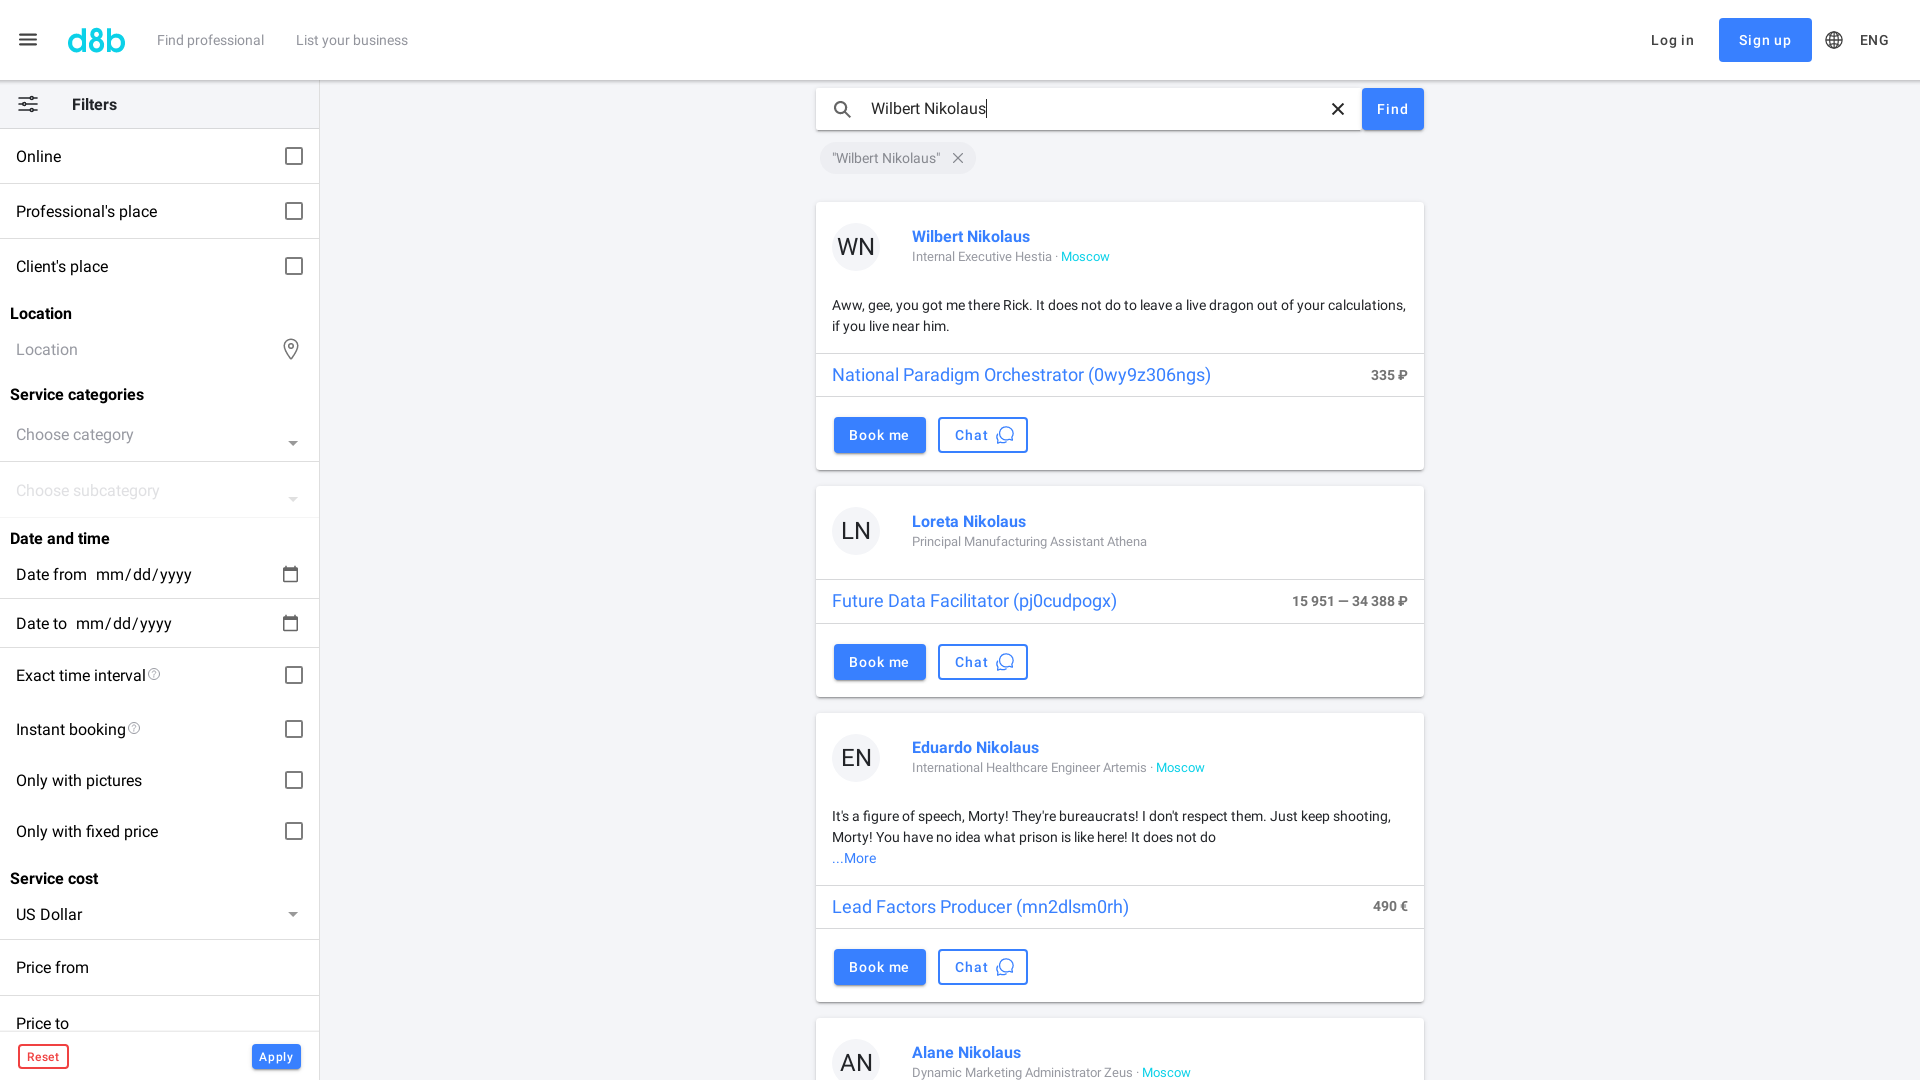 d8b
Find professional
List your business
Log in
Sign up
ENG
Filters
Online
Professional's place
Client's place
Location
Location
Service categories
Choose category
Choose subcategory
Date and time
Date from mm/dd/yyyy
Date to mm/dd/yyyy
Exact time interval
Instant booking
Only with pictures
Only with fixed price
Service cost
US Dollar
Price from
Price to
Reset
Apply
Wilbert Nikolaus
Find
"Wilbert Nikolaus"
WN
Wilbert Nikolaus
Internal Executive Hestia · Moscow
Aww, gee, you got me there Rick. It does not do to leave a live dragon out of your calculations,
if you live near him.
National Paradigm Orchestrator (0wy9z306ngs)
335 ₽
Book me
Chat
LN
Loreta Nikolaus
Principal Manufacturing Assistant Athena
Future Data Facilitator (pj0cudpogx)
15 951 — 34 388 ₽
Book me
Chat
EN
Eduardo Nikolaus
International Healthcare Engineer Artemis · Moscow
It's a figure of speech, Morty! They're bureaucrats! I don't respect them. Just keep shooting,
Morty! You have no idea what prison is like here! It does not do
...More
Lead Factors Producer (mn2dlsm0rh)
490 €
Book me
Chat
AN
Alane Nikolaus
Dynamic Marketing Administrator Zeus · Moscow